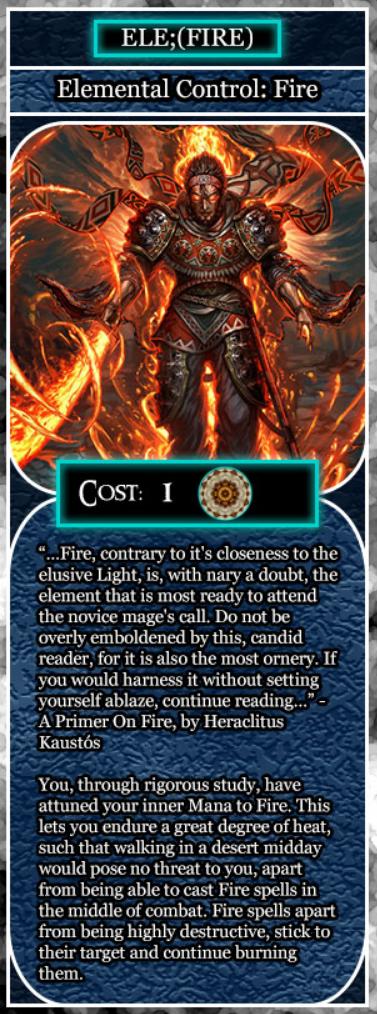 ELE;(FIRE)
Elemental Control: Fire
Cost: 1
“...Fire, contrary to it's closeness to the
elusive Light, is, with nary a doubt, the
element that is most ready to attend
the novice mage's call. Do not be
overly emboldened by this, candid
reader, for it is also the most ornery. If
you would harness it without setting
yourself ablaze, continue reading...” -
A Primer On Fire, by Heraclitus
Kaustós
You, through rigorous study, have
attuned your inner Mana to Fire. This
lets you endure a great degree of heat,
such that walking in a desert midday
would pose no threat to you, apart
from being able to cast Fire spells in
the middle of combat. Fire spells apart
from being highly destructive, stick to
their target and continue burning
them.